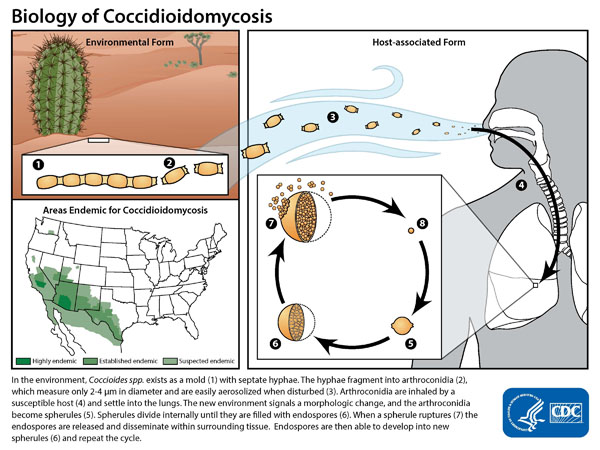 Biology of Coccidioidomycosis
Environmental Form
Host-associated Form
1
2
3
4
Areas Endemic for Coccidioidomycosis
Highly endemic
Established endemic
Suspected endemic
7
8
6
5
In the environment, Coccioides spp. exists as a mold (1) with septate hyphae. The hyphae fragment into arthroconidia (2),
which measure only 2-4 µm in diameter and are easily aerosolized when disturbed (3). Arthroconidia are inhaled by a
susceptible host (4) and settle into the lungs. The new environment signals a morphologic change, and the arthroconidia
become spherules (5). Spherules divide internally until they are filled with endospores (6). When a spherule ruptures (7) the
endospores are released and disseminate within surrounding tissue. Endospores are then able to develop into new
spherules (6) and repeat the cycle.
CDC